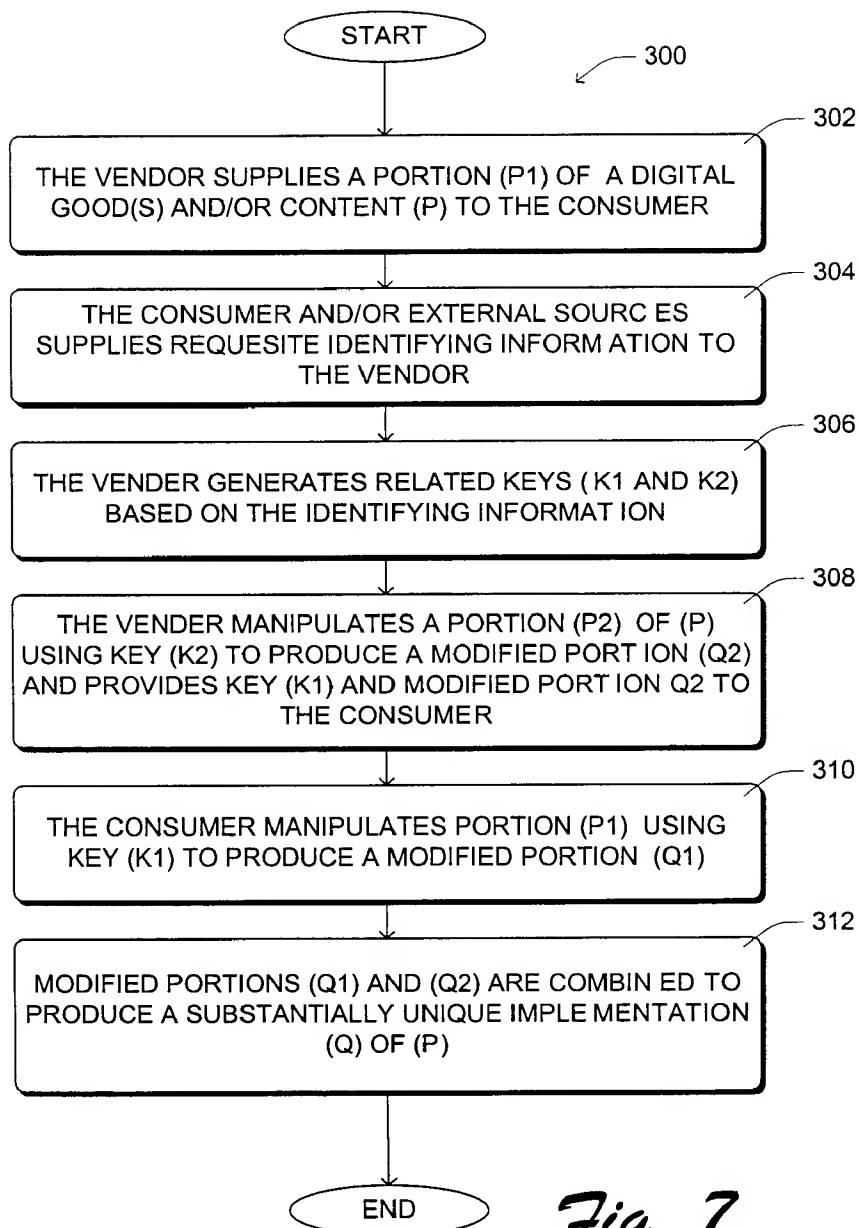 START
300
302
THE VENDOR SUPPLIES A PORTION (P1) OF A DIGITAL
GOOD(S) AND/OR CONTENT (P) TO THE CONSUMER
304
THE CONSUMER AND/OR EXTERNAL SOURC ES
SUPPLIES REQUESITE IDENTIFYING INFORM ATION TO
THE VENDOR
306
THE VENDER GENERATES RELATED KEYS ( K1 AND K2)
BASED ON THE IDENTIFYING INFORMAT ION
308
THE VENDER MANIPULATES A PORTION (P2) OF (P)
USING KEY (K2) TO PRODUCE A MODIFIED PORT ION (Q2)
AND PROVIDES KEY (K1) AND MODIFIED PORT ION Q2 TO
THE CONSUMER
310
THE CONSUMER MANIPULATES PORTION (P1) USING
KEY (K1) TO PRODUCE A MODIFIED PORTION (Q1)
312
MODIFIED PORTIONS (Q1) AND (Q2) ARE COMBIN ED TO
PRODUCE A SUBSTANTIALLY UNIQUE IMPLE MENTATION
(Q) OF (P)
END
Fig. 7